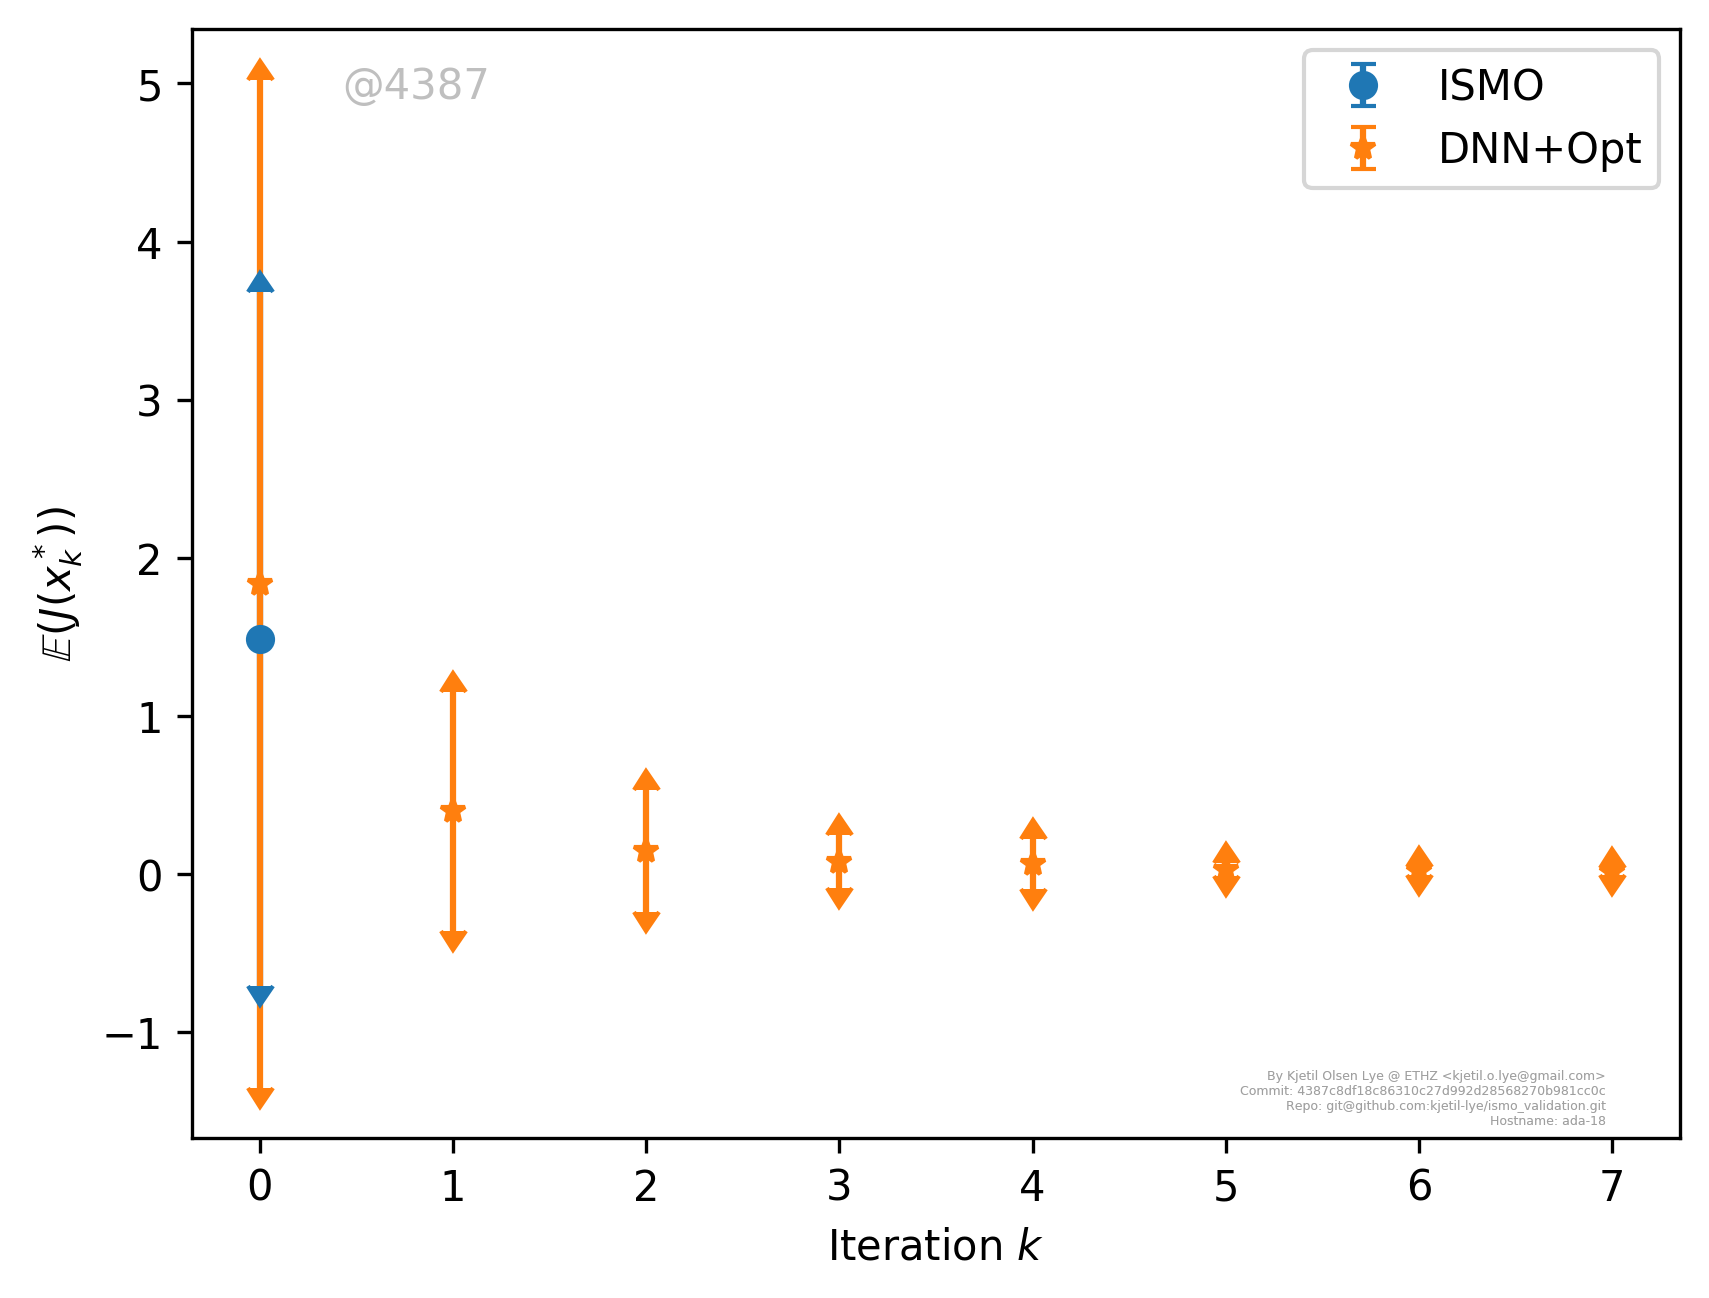 @4387
ISMO
DNN+Opt
5
4
3
2
1
0
−1
𝔼(J(x*ₖ))
By Kjetil Olsen Lye @ ETHZ <kjetil.o.lye@gmail.com>
Commit: 4387c8df18c86310c27d992d28568270b981cc0c
Repo: git@github.com:kjetil-lye/ismo_validation.git
Hostname: ada-18
0 1 2 3 4 5 6 7
Iteration k